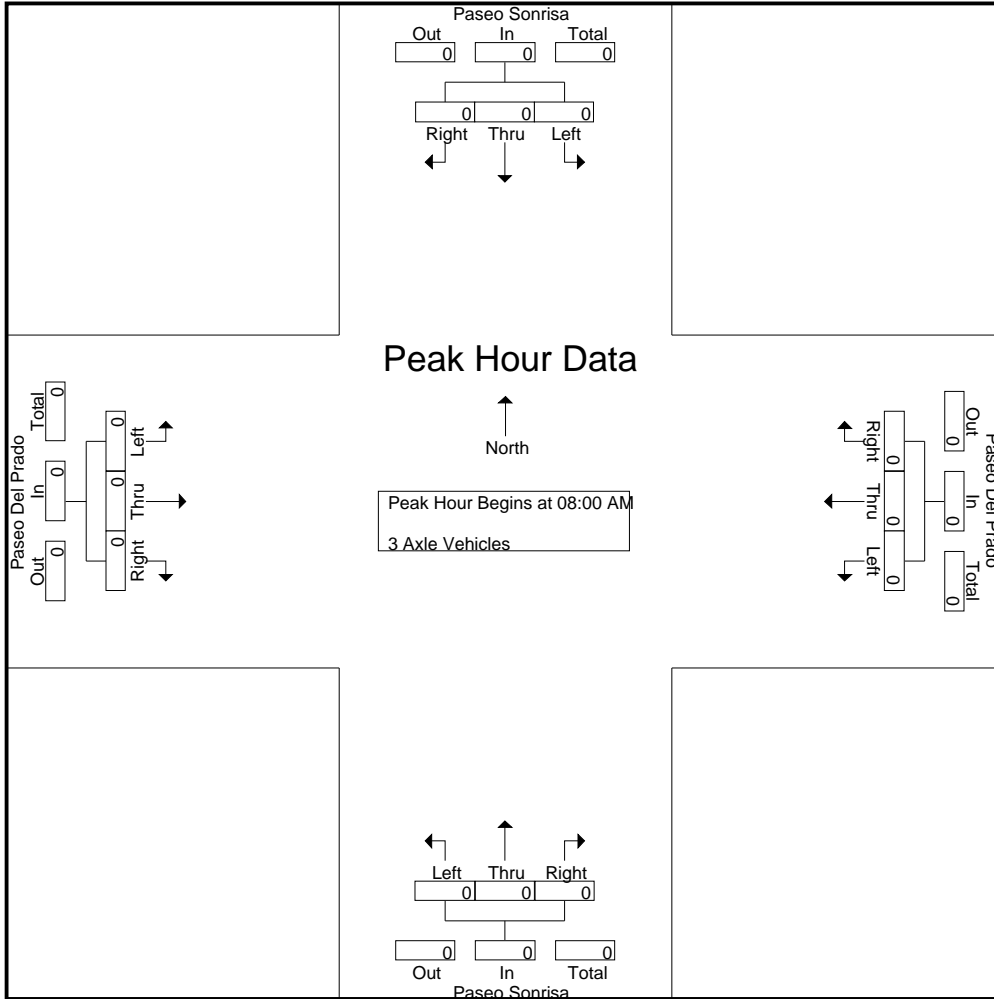 Paseo Sonrisa
Out In Total
0 0 0
0 0 0
Right Thru Left
Peak Hour Data
North
Peak Hour Begins at 08:00 AM
3 Axle Vehicles
Paseo Del Prado
Total In Out
0 0 0
0 0 0
Left Thru Right
Paseo Del Prado
Out In Total
0 0 0
0 0 0
Right Thru Left
Left Thru Right
0 0 0
0 0 0
Out In Total
Paseo Sonrisa